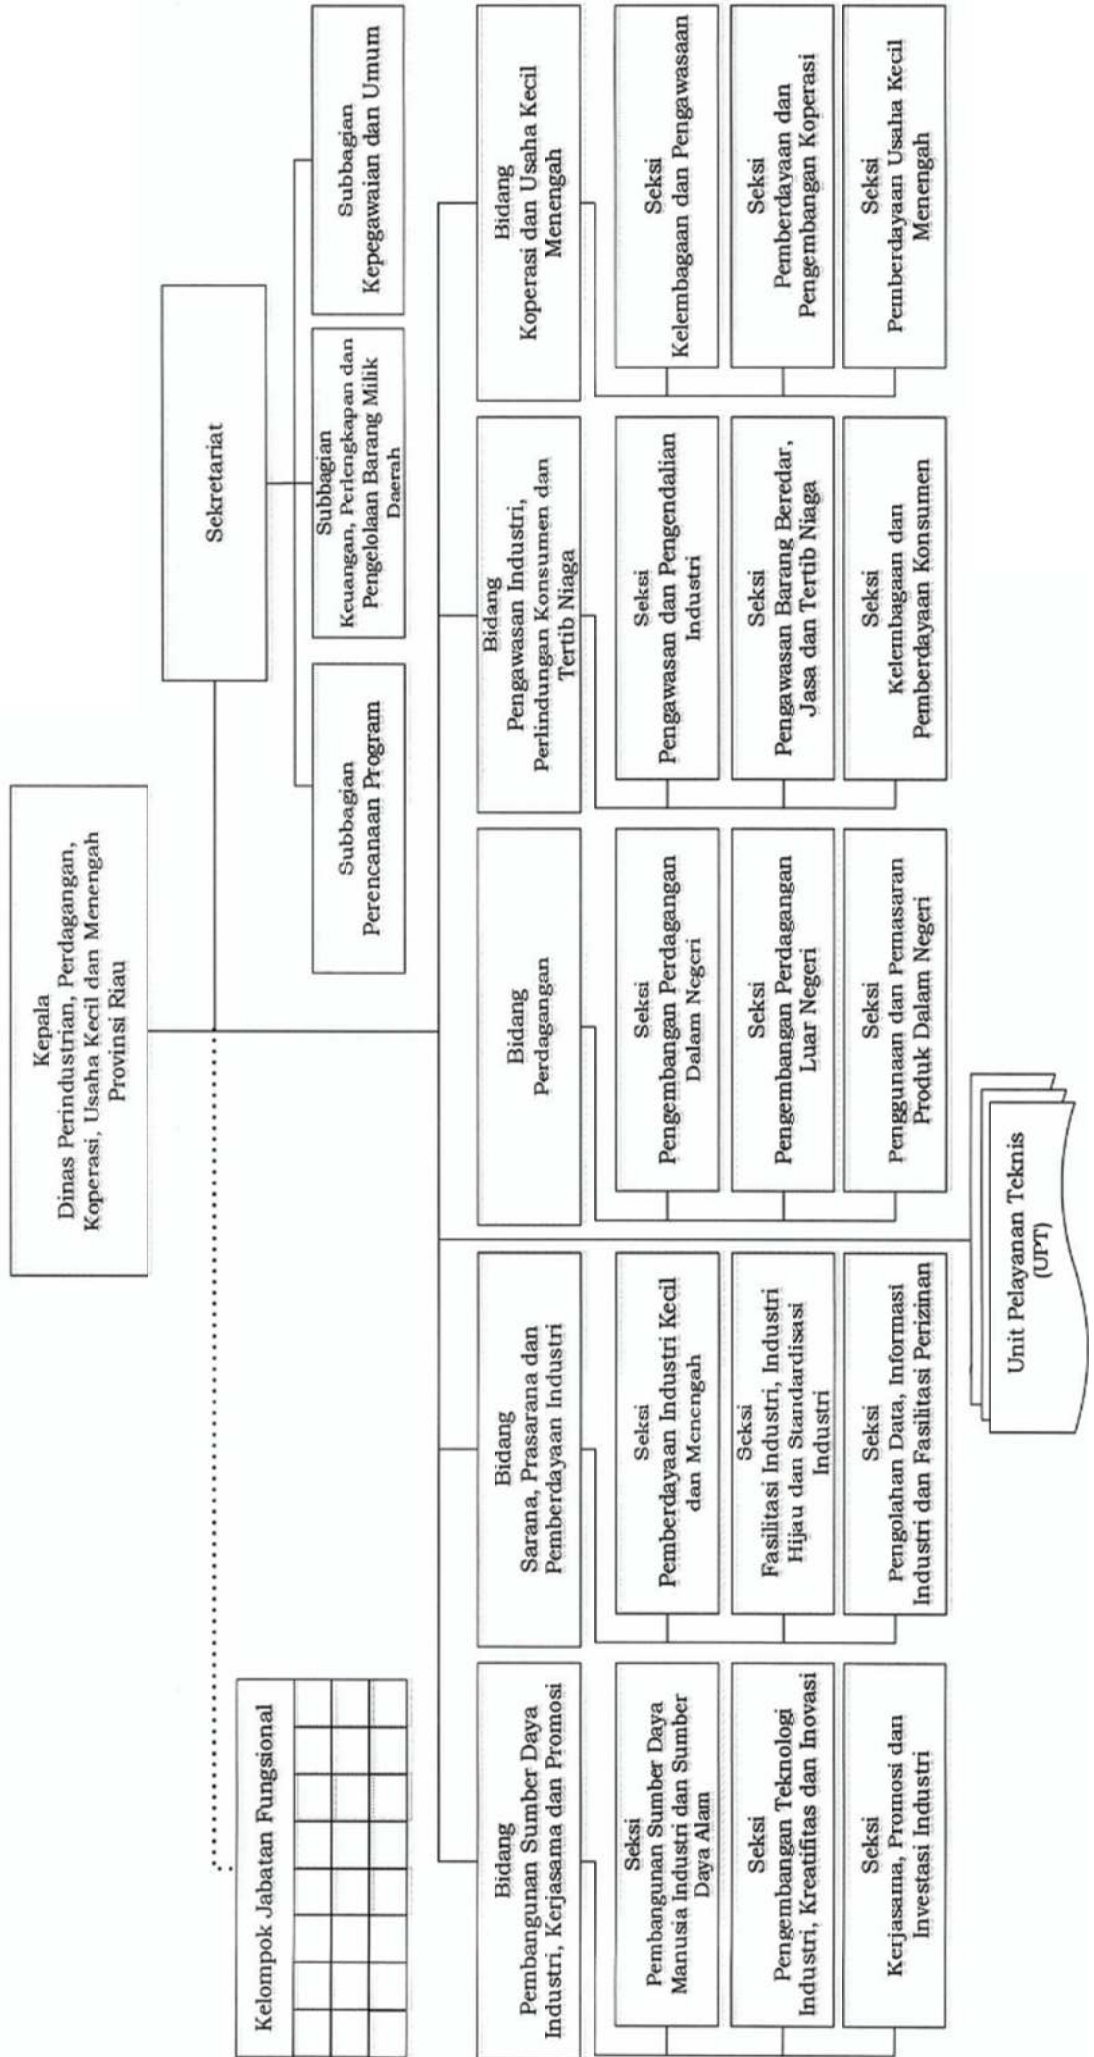 Kepala
Dinas Perindustrian, Perdagangan,
Koperasi, Usaha Kecil dan Menengah
Provinsi Riau
Sekretariat
Kelompok Jabatan Fungsional
Subbagian
Perencanaan Program
Subbagian
Keuangan, Perlengkapan dan
Pengelolaan Barang Milik
Daerah
Subbagian
Kepegawaian dan Umum
Bidang
Pembangunan Sumber Daya
Industri, Kerjasama dan Promosi
Bidang
Sarana, Prasarana dan
Pemberdayaan Industri
Bidang
Perdagangan
Bidang
Pengawasan Industri,
Perlindungan Konsumen dan
Tertib Niaga
Bidang
Koperasi dan Usaha Kecil
Menengah
Seksi
Pembangunan Sumber Daya
Manusia Industri dan Sumber
Daya Alam
Seksi
Pemberdayaan Industri Kecil
dan Menengah
Seksi
Pengembangan Perdagangan
Dalam Negeri
Seksi
Pengawasan dan Pengendalian
Industri
Seksi
Kelembagaan dan Pengawasaan
Seksi
Pengembangan Teknologi
Industri, Kreatifitas dan Inovasi
Seksi
Fasilitasi Industri, Industri
Hijau dan Standardisasi
Industri
Seksi
Pengembangan Perdagangan
Luar Negeri
Seksi
Pengawasan Barang Beredar,
Jasa dan Tertib Niaga
Seksi
Pemberdayaan dan
Pengembangan Koperasi
Seksi
Kerjasama, Promosi dan
Investasi Industri
Seksi
Pengolahan Data, Informasi
Industri dan Fasilitasi Perizinan
Seksi
Penggunaan dan Pemasaran
Produk Dalam Negeri
Seksi
Kelembagaan dan
Pemberdayaan Konsumen
Seksi
Pemberdayaan Usaha Kecil
Menengah
Unit Pelayanan Teknis
(UPT)